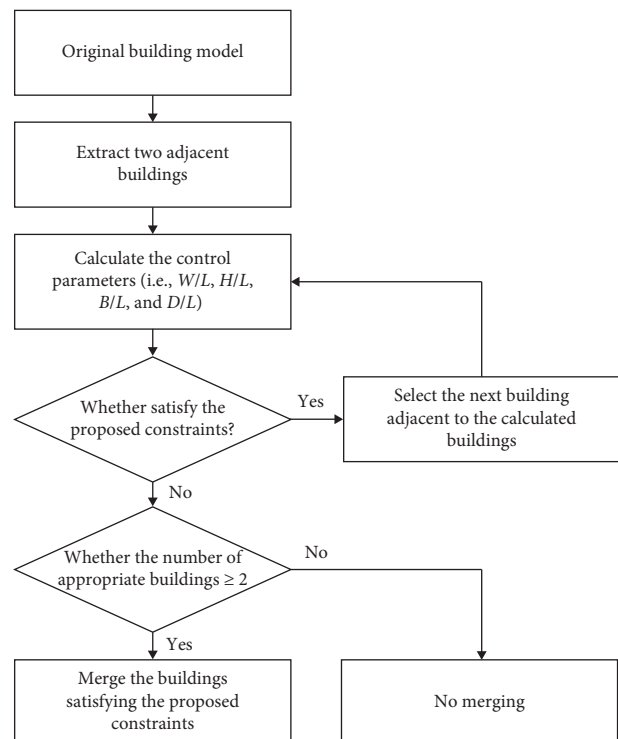 Original building model
Extract two adjacent
buildings
Calculate the control
parameters (i.e., W/L, H/L,
B/L, and D/L)
Whether satisfy the
proposed constraints?
Yes
Select the next building
adjacent to the calculated
buildings
No
Whether the number of
appropriate buildings ≥ 2
No
Yes
Merge the buildings
satisfying the proposed
constraints
No merging